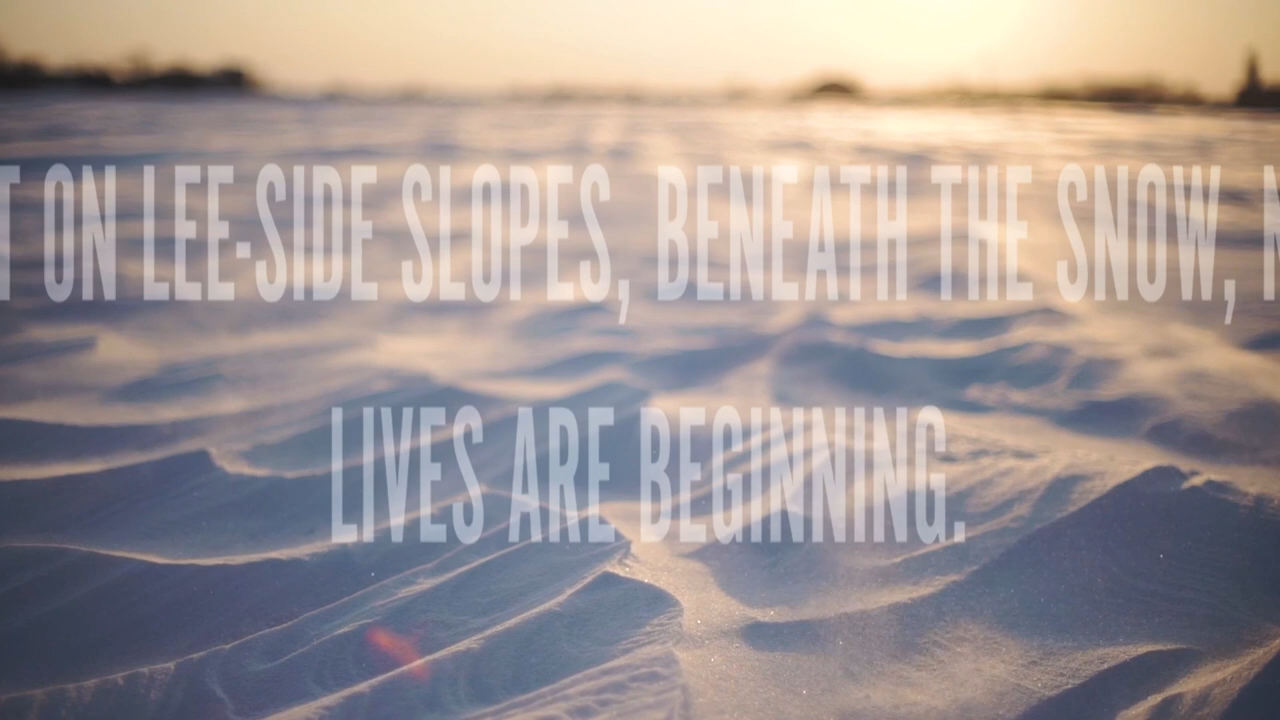 ON LEE-SIDE SLOPES, BENEATH THE SNOW,
LIVES ARE BEGINNING.